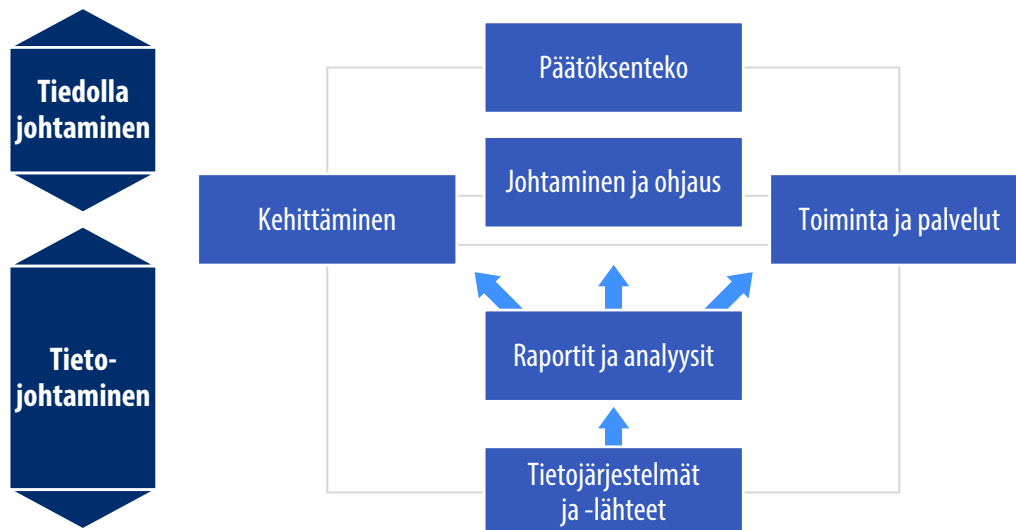 Tiedolla
johtaminen
Päätöksenteko
Johtaminen ja ohjaus
Kehittäminen
Toiminta ja palvelut
Tieto-
johtaminen
Raportit ja analyysit
Tietojärjestelmät
ja -lähteet